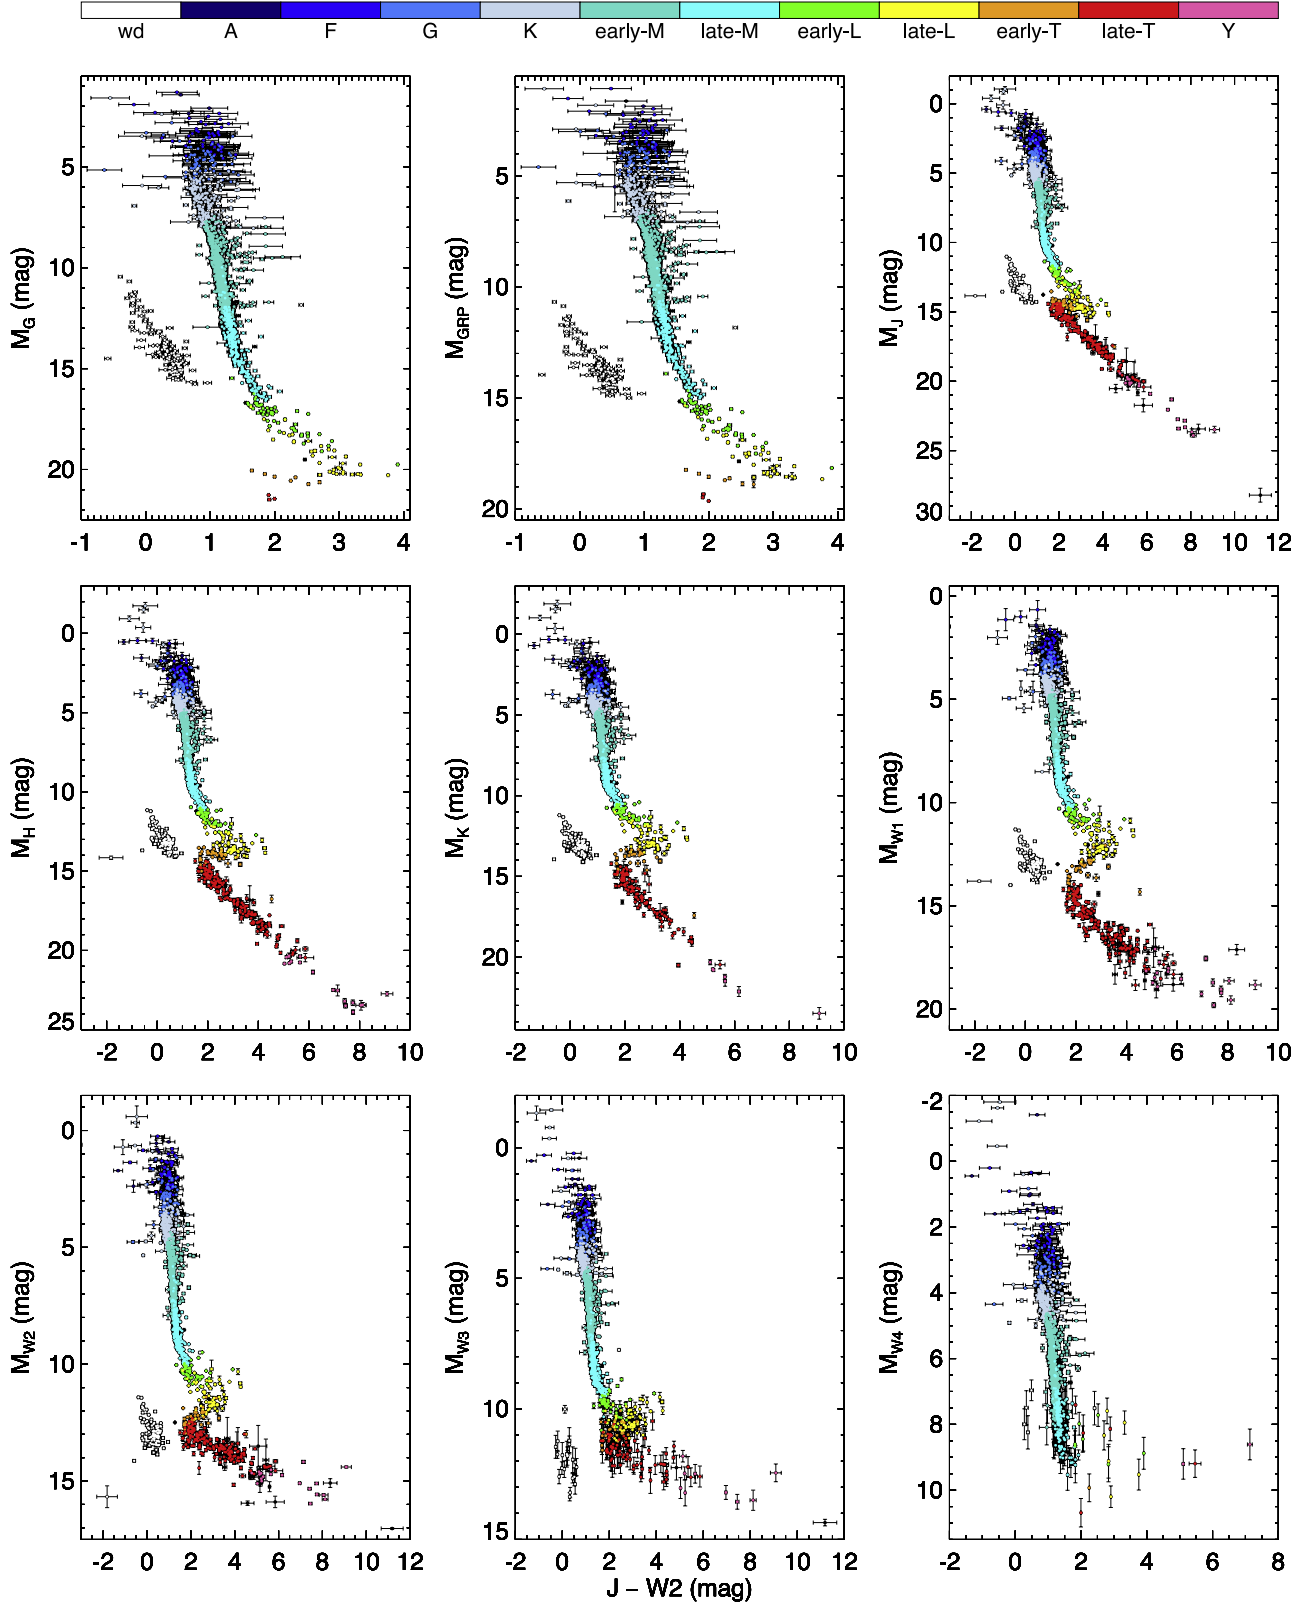 wd A F G K early-M late-M early-L late-L early-T late-T Y
M_G (mag)
5
10
15
20
-1 0 1 2 3 4
M_GRP (mag)
5
10
15
20
-1 0 1 2 3 4
M_J (mag)
0
5
10
15
20
25
30
-2 0 2 4 6 8 10 12
M_H (mag)
0
5
10
15
20
25
-2 0 2 4 6 8 10
M_K (mag)
0
5
10
15
20
-2 0 2 4 6 8 10
M_W1 (mag)
0
5
10
15
20
-2 0 2 4 6 8 10
M_W2 (mag)
0
5
10
15
-2 0 2 4 6 8 10 12
M_W3 (mag)
0
5
10
15
-2 0 2 4 6 8 10 12
J – W2 (mag)
M_W4 (mag)
-2
0
2
4
6
8
10
-2 0 2 4 6 8